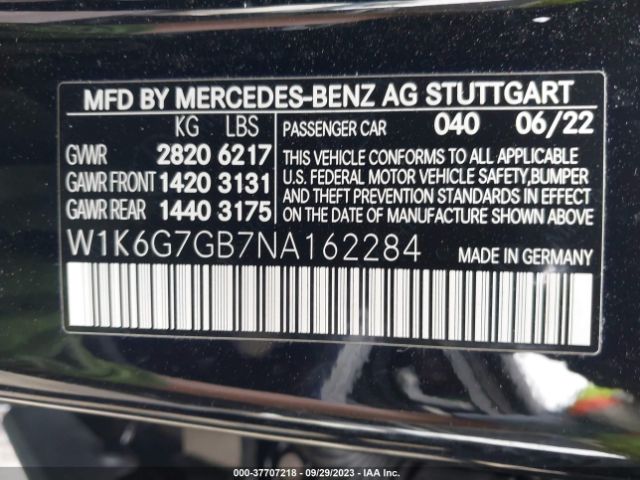 MFD BY MERCEDES-BENZ AG STUTTGART
KG LBS PASSENGER CAR 040 06/22
GVWR 2820 6217
GAWR FRONT 1420 3131
GAWR REAR 1440 3175
THIS VEHICLE CONFORMS TO ALL APPLICABLE
U.S. FEDERAL MOTOR VEHICLE SAFETY,BUMPER
AND THEFT PREVENTION STANDARDS IN EFFECT
ON THE DATE OF MANUFACTURE SHOWN ABOVE.
W1K6G7GB7NA162284 MADE IN GERMANY
000-37707218 - 09/29/2023 - IAA Inc.